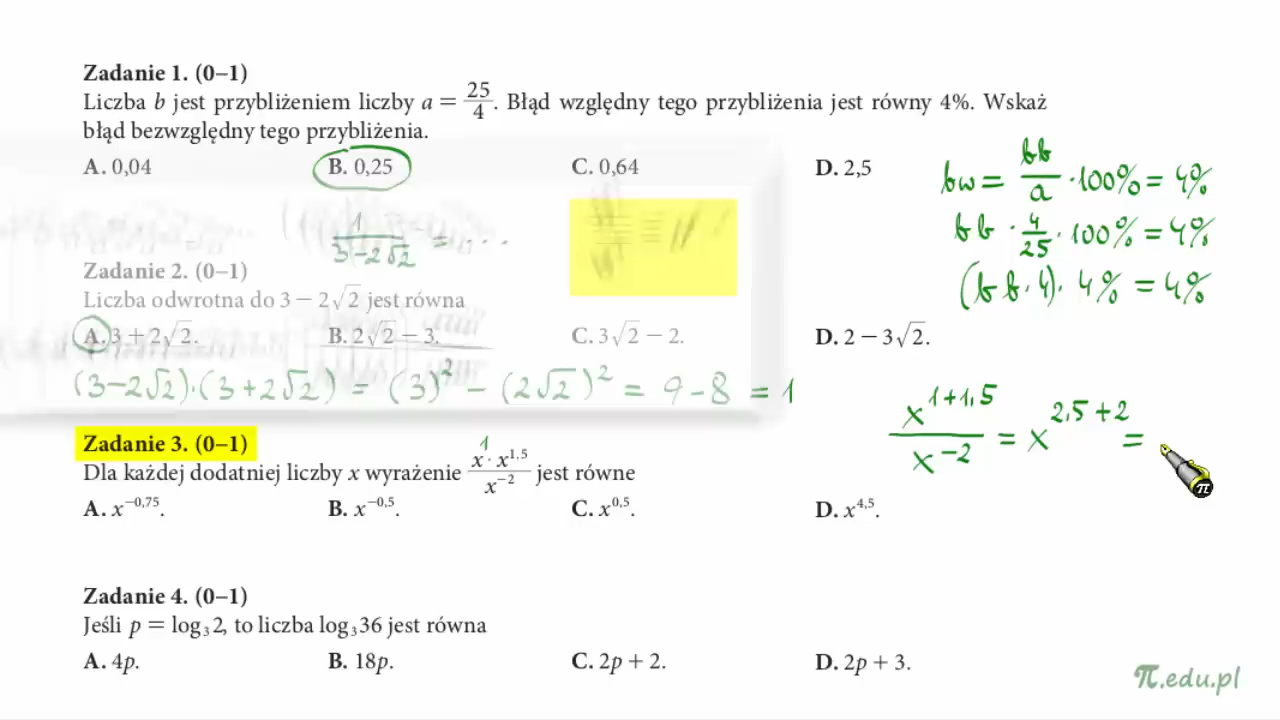 Zadanie 1. (0–1)
Liczba b jest przybliżeniem liczby a = 25/4. Błąd względny tego przybliżenia jest równy 4%. Wskaż
błąd bezwzględny tego przybliżenia.
A. 0,04 B. 0,25 C. 0,64 D. 2,5
bw = bb/a · 100% = 4%
bb · 4/25 · 100% = 4%
(bb · 4) · 4% = 4%
1/(3-2√2) = ....
Zadanie 2. (0–1)
Liczba odwrotna do 3 − 2√2 jest równa
A. 3 + 2√2. B. 2√2 − 3. C. 3√2 − 2. D. 2 − 3√2.
(3-2√2)·(3+2√2) = (3)² - (2√2)² = 9-8 = 1
x^(1+1,5)/x^(-2) = x^(2,5+2) =
Zadanie 3. (0–1)
1
Dla każdej dodatniej liczby x wyrażenie (x · x^1,5)/x^−2 jest równe
A. x^−0,75. B. x^−0,5. C. x^0,5. D. x^4,5.
Zadanie 4. (0–1)
Jeśli p = log₃2, to liczba log₃36 jest równa
A. 4p. B. 18p. C. 2p + 2. D. 2p + 3.
π.edu.pl